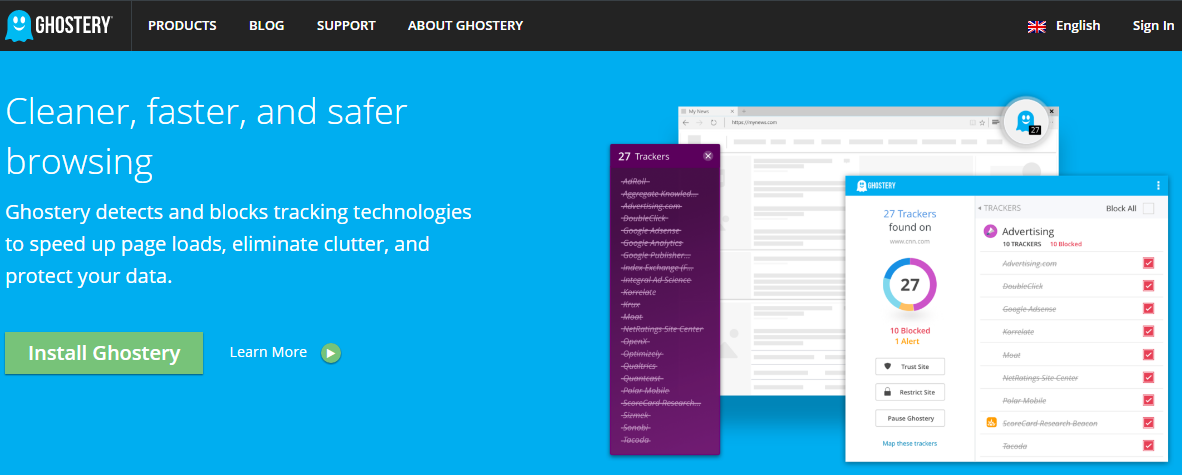 GHOSTERY
PRODUCTS
BLOG
SUPPORT
ABOUT GHOSTERY
English
Sign In
Cleaner, faster, and safer
browsing
Ghostery detects and blocks tracking technologies
to speed up page loads, eliminate clutter, and
protect your data.
Install Ghostery
Learn More
My News
https://mynews.com
27
27 Trackers
AdRoll
Aggregate Knowled...
Advertising.com
DoubleClick
Google Adsense
Google Analytics
Google Publisher...
Index Exchange (F...
Integral Ad Science
Korrelate
Krux
Moat
NetRatings Site Center
OpenX
Optimizely
Qualtrics
Quantcast
Polar Mobile
ScoreCard Research...
Sizmek
Sonobi
Tacoda
GHOSTERY
27 Trackers
found on
www.cnn.com
27
10 Blocked
1 Alert
Trust Site
Restrict Site
Pause Ghostery
Map these trackers
TRACKERS
Block All
Advertising
10 TRACKERS 10 Blocked
Advertising.com
DoubleClick
Google Adsense
Korrelate
Moat
NetRatings Site Center
Polar Mobile
ScoreCard Research Beacon
Tacoda